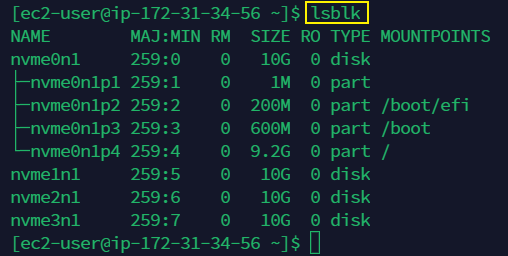 [ec2-user@ip-172-31-34-56 ~]$ lsblk
NAME        MAJ:MIN RM  SIZE RO TYPE MOUNTPOINTS
nvme0n1     259:0    0   10G  0 disk
├─nvme0n1p1 259:1    0    1M  0 part
├─nvme0n1p2 259:2    0  200M  0 part /boot/efi
├─nvme0n1p3 259:3    0  600M  0 part /boot
└─nvme0n1p4 259:4    0  9.2G  0 part /
nvme1n1     259:5    0   10G  0 disk
nvme2n1     259:6    0   10G  0 disk
nvme3n1     259:7    0   10G  0 disk
[ec2-user@ip-172-31-34-56 ~]$